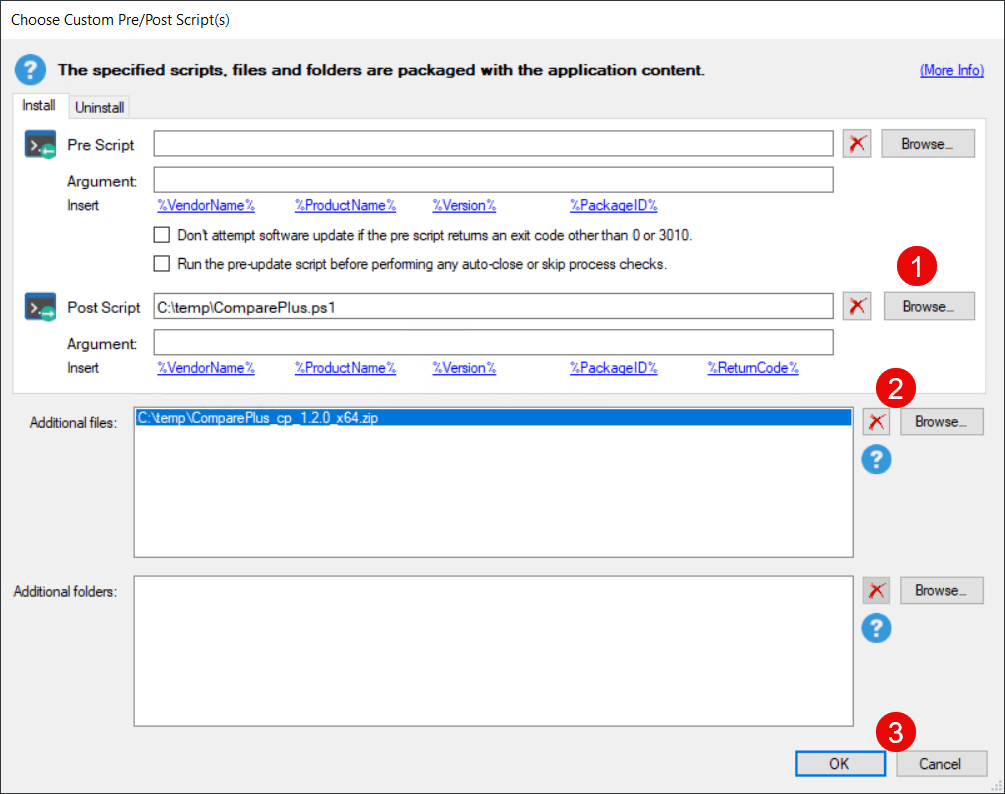 Choose Custom Pre/Post Script(s)
? The specified scripts, files and folders are packaged with the application content. (More Info)
Install Uninstall
Pre Script Browse...
Argument:
Insert %VendorName% %ProductName% %Version% %PackageID%
Don't attempt software update if the pre script returns an exit code other than 0 or 3010.
Run the pre-update script before performing any auto-close or skip process checks.
1
Post Script C:\temp\ComparePlus.ps1 Browse...
Argument:
Insert %VendorName% %ProductName% %Version% %PackageID% %ReturnCode%
2
Additional files: C:\temp\ComparePlus_cp_1.2.0_x64.zip Browse...
?
Additional folders: Browse...
?
3
OK Cancel